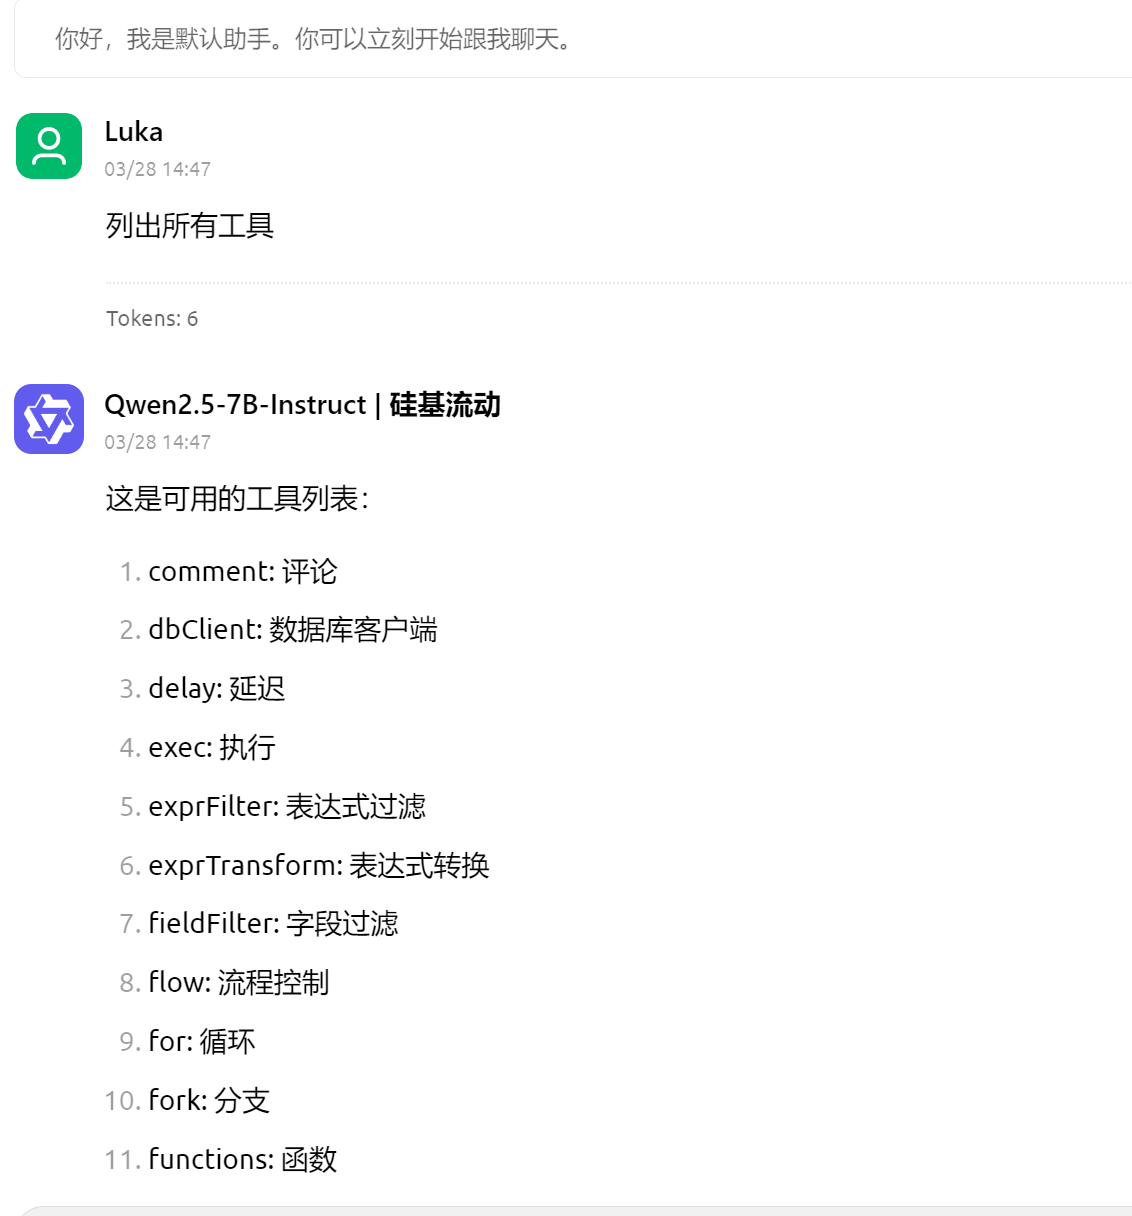 你好，我是默认助手。你可以立刻开始跟我聊天。
Luka
03/28 14:47
列出所有工具
Tokens: 6
Qwen2.5-7B-Instruct | 硅基流动
03/28 14:47
这是可用的工具列表：
1. comment: 评论
2. dbClient: 数据库客户端
3. delay: 延迟
4. exec: 执行
5. exprFilter: 表达式过滤
6. exprTransform: 表达式转换
7. fieldFilter: 字段过滤
8. flow: 流程控制
9. for: 循环
10. fork: 分支
11. functions: 函数